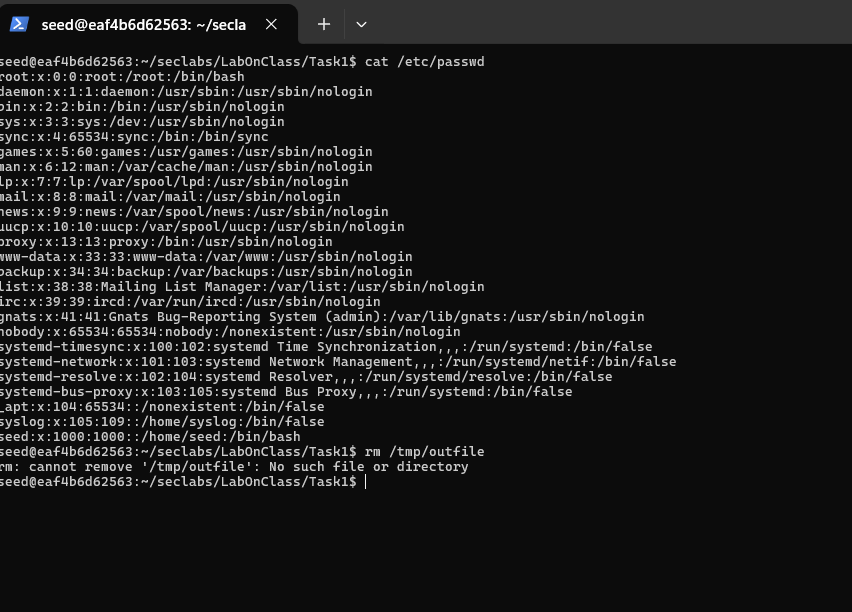 seed@eaf4b6d62563: ~/secla
seed@eaf4b6d62563:~/seclabs/LabOnClass/Task1$ cat /etc/passwd
root:x:0:0:root:/root:/bin/bash
daemon:x:1:1:daemon:/usr/sbin:/usr/sbin/nologin
bin:x:2:2:bin:/bin:/usr/sbin/nologin
sys:x:3:3:sys:/dev:/usr/sbin/nologin
sync:x:4:65534:sync:/bin:/bin/sync
games:x:5:60:games:/usr/games:/usr/sbin/nologin
man:x:6:12:man:/var/cache/man:/usr/sbin/nologin
lp:x:7:7:lp:/var/spool/lpd:/usr/sbin/nologin
mail:x:8:8:mail:/var/mail:/usr/sbin/nologin
news:x:9:9:news:/var/spool/news:/usr/sbin/nologin
uucp:x:10:10:uucp:/var/spool/uucp:/usr/sbin/nologin
proxy:x:13:13:proxy:/bin:/usr/sbin/nologin
www-data:x:33:33:www-data:/var/www:/usr/sbin/nologin
backup:x:34:34:backup:/var/backups:/usr/sbin/nologin
list:x:38:38:Mailing List Manager:/var/list:/usr/sbin/nologin
irc:x:39:39:ircd:/var/run/ircd:/usr/sbin/nologin
gnats:x:41:41:Gnats Bug-Reporting System (admin):/var/lib/gnats:/usr/sbin/nologin
nobody:x:65534:65534:nobody:/nonexistent:/usr/sbin/nologin
systemd-timesync:x:100:102:systemd Time Synchronization,,,:/run/systemd:/bin/false
systemd-network:x:101:103:systemd Network Management,,,:/run/systemd/netif:/bin/false
systemd-resolve:x:102:104:systemd Resolver,,,:/run/systemd/resolve:/bin/false
systemd-bus-proxy:x:103:105:systemd Bus Proxy,,,:/run/systemd:/bin/false
_apt:x:104:65534::/nonexistent:/bin/false
syslog:x:105:109::/home/syslog:/bin/false
seed:x:1000:1000::/home/seed:/bin/bash
seed@eaf4b6d62563:~/seclabs/LabOnClass/Task1$ rm /tmp/outfile
rm: cannot remove '/tmp/outfile': No such file or directory
seed@eaf4b6d62563:~/seclabs/LabOnClass/Task1$